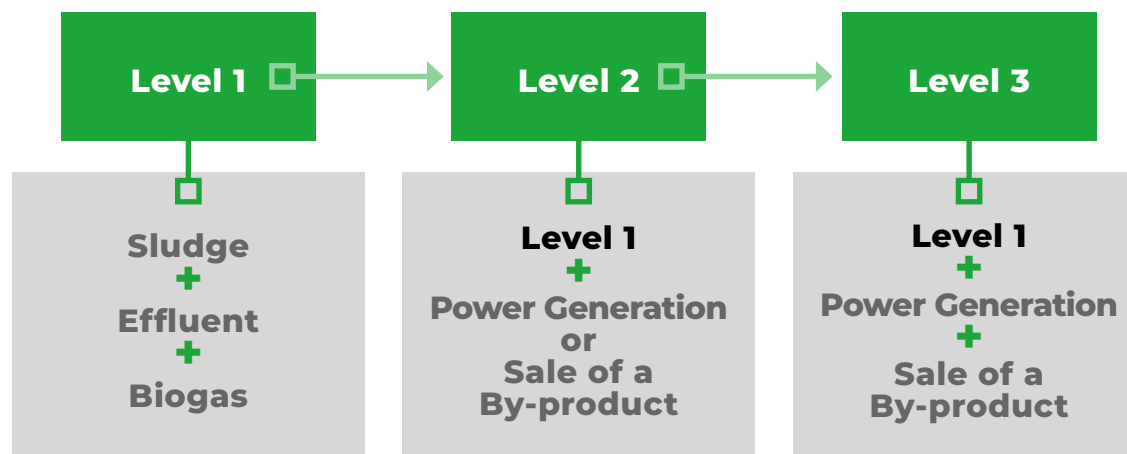 Level 1
Level 2
Level 3
Sludge
+
Effluent
+
Biogas
Level 1
+
Power Generation
or
Sale of a
By-product
Level 1
+
Power Generation
+
Sale of a
By-product